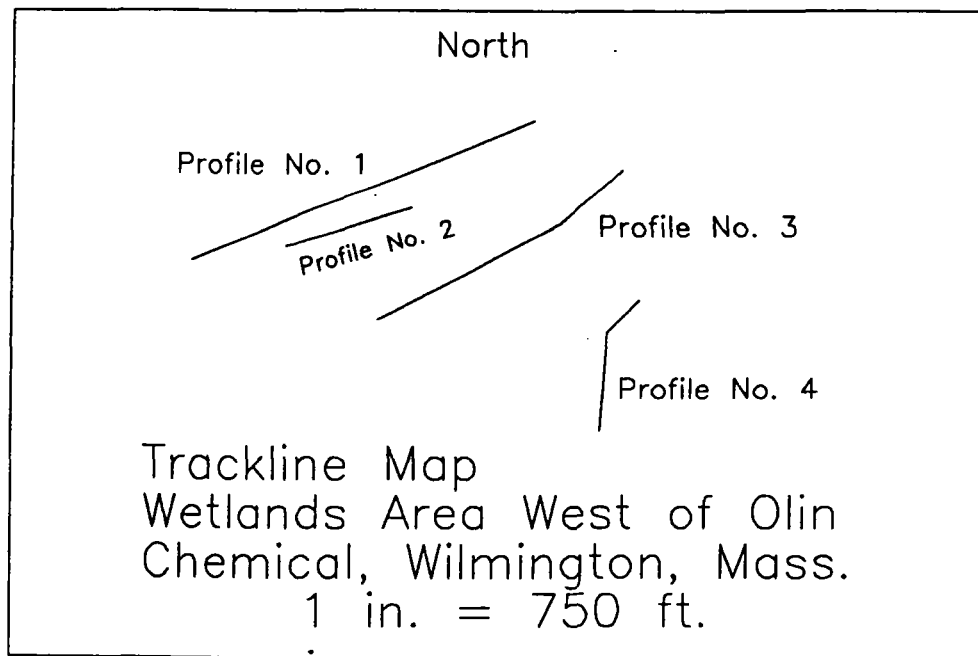 North
Profile No. 1
Profile No. 2
Profile No. 3
Profile No. 4
Trackline Map
Wetlands Area West of Olin
Chemical, Wilmington, Mass.
1 in. = 750 ft.